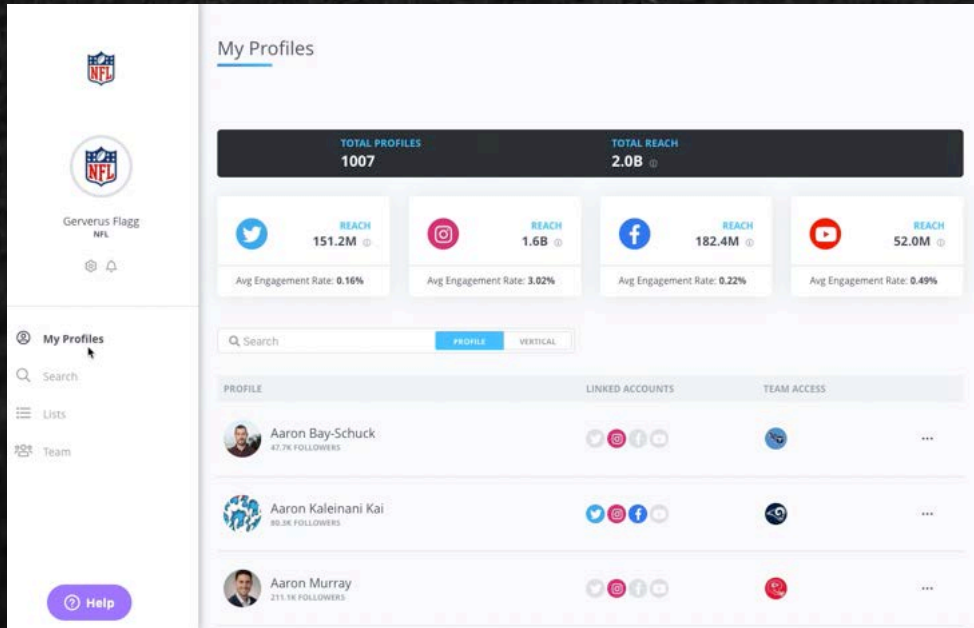 NFL
NFL
Gerverus Flagg
NFL
My Profiles
Search
Lists
Team
Help
My Profiles
TOTAL PROFILES
1007
TOTAL REACH
2.0B
REACH
151.2M
Avg Engagement Rate: 0.16%
REACH
1.6B
Avg Engagement Rate: 3.02%
REACH
182.4M
Avg Engagement Rate: 0.22%
REACH
52.0M
Avg Engagement Rate: 0.49%
Search
PROFILE
VERTICAL
PROFILE LINKED ACCOUNTS TEAM ACCESS
Aaron Bay-Schuck
47.7K FOLLOWERS
Aaron Kaleinani Kai
80.3K FOLLOWERS
Aaron Murray
211.1K FOLLOWERS